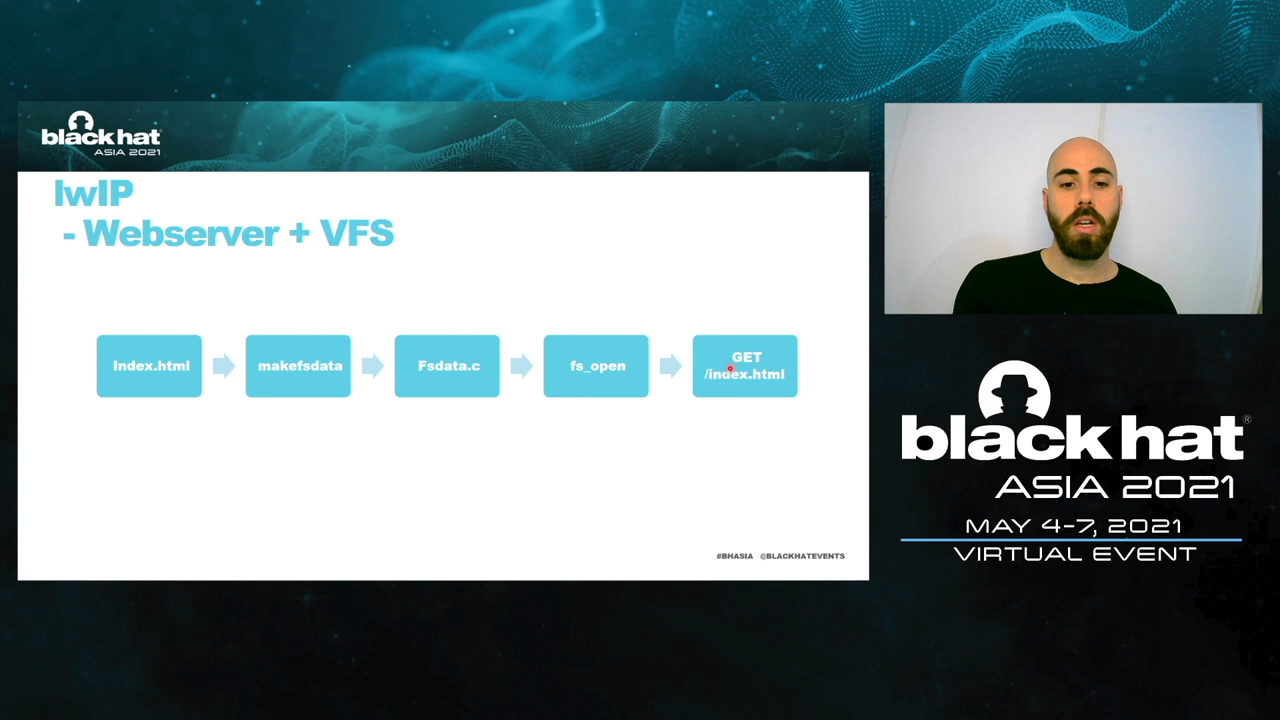 black hat
ASIA 2021
lwIP
- Webserver + VFS
Index.html
makefsdata
Fsdata.c
fs_open
GET
/index.html
#BHASIA @BLACKHATEVENTS
black hat®
ASIA 2021
MAY 4-7, 2021
VIRTUAL EVENT